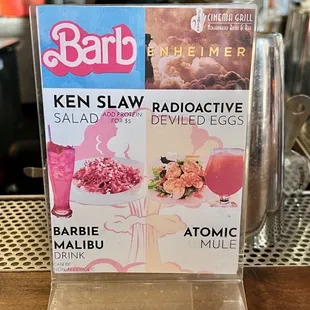 Barb
CINEMA GRILL
ENHEIMER
KEN SLAW
SALAD
ADD PROTEIN
FOR $5
RADIOACTIVE
DEVILED EGGS
BARBIE
MALIBU
DRINK
ATOMIC
MULE